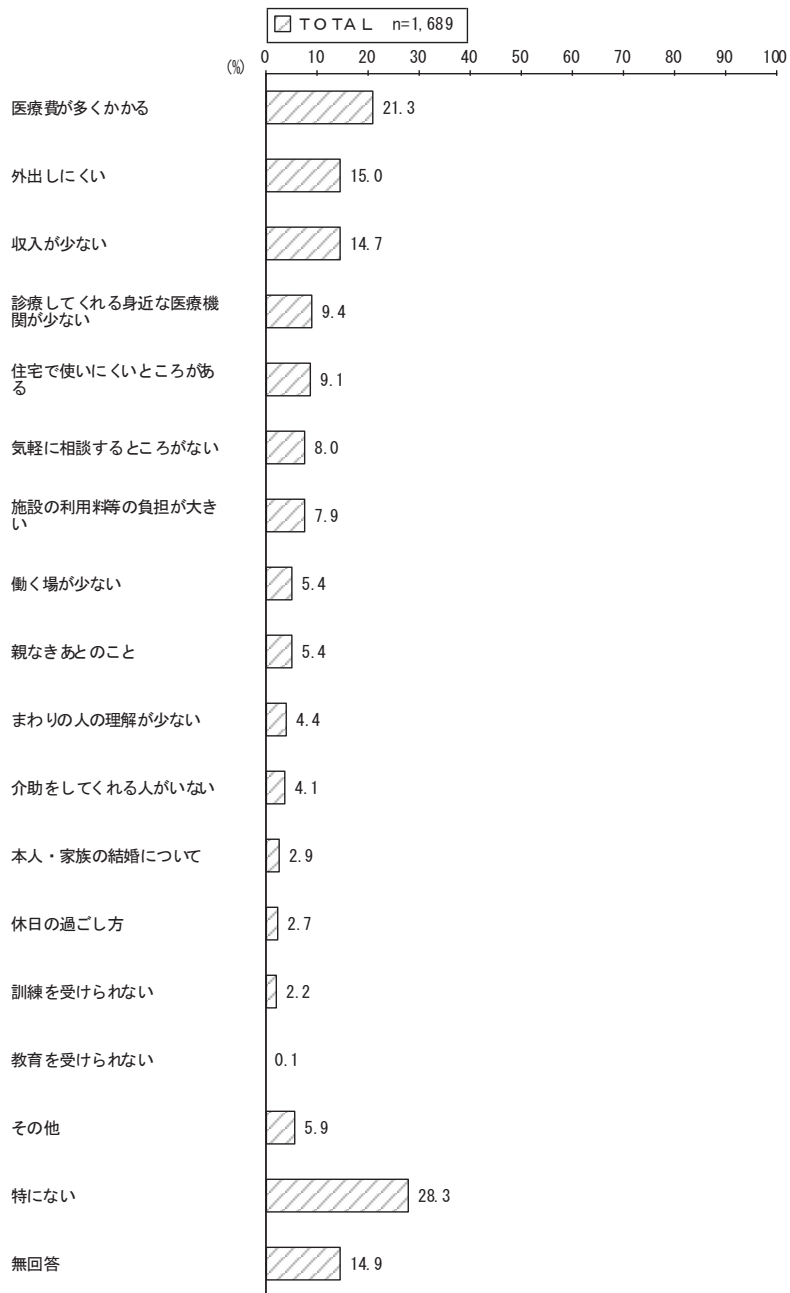 TOTAL n=1,689
(%) 0 10 20 30 40 50 60 70 80 90 100
医療費が多くかかる 21.3
外出しにくい 15.0
収入が少ない 14.7
診療してくれる身近な医療機
関が少ない 9.4
住宅で使いにくいところがあ
る 9.1
気軽に相談するところがない 8.0
施設の利用料等の負担が大き
い 7.9
働く場が少ない 5.4
親なきあとのこと 5.4
まわりの人の理解が少ない 4.4
介助をしてくれる人がいない 4.1
本人・家族の結婚について 2.9
休日の過ごし方 2.7
訓練を受けられない 2.2
教育を受けられない 0.1
その他 5.9
特にない 28.3
無回答 14.9